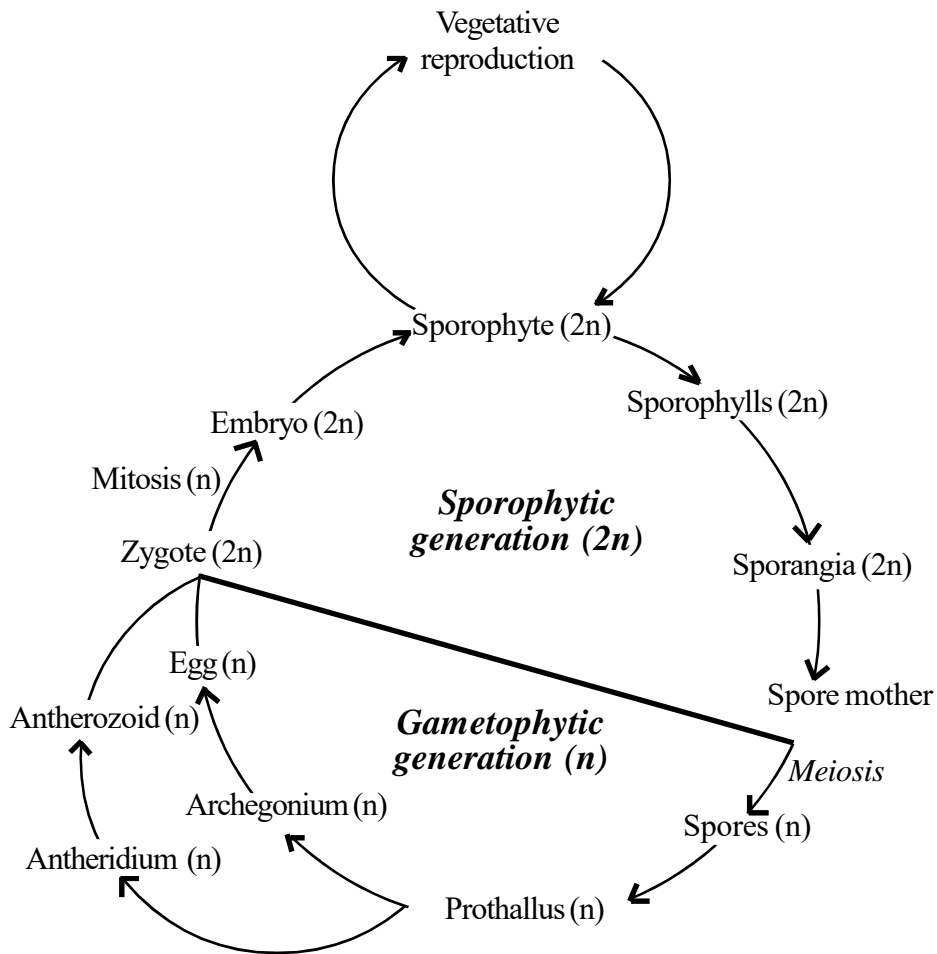 Vegetative
reproduction
Sporophyte (2n)
Sporophylls (2n)
Embryo (2n)
Mitosis (n)
Sporophytic
generation (2n)
Zygote (2n)
Sporangia (2n)
Egg (n)
Spore mother
Antherozoid (n)
Gametophytic
generation (n)
Meiosis
Archegonium (n)
Spores (n)
Antheridium (n)
Prothallus (n)